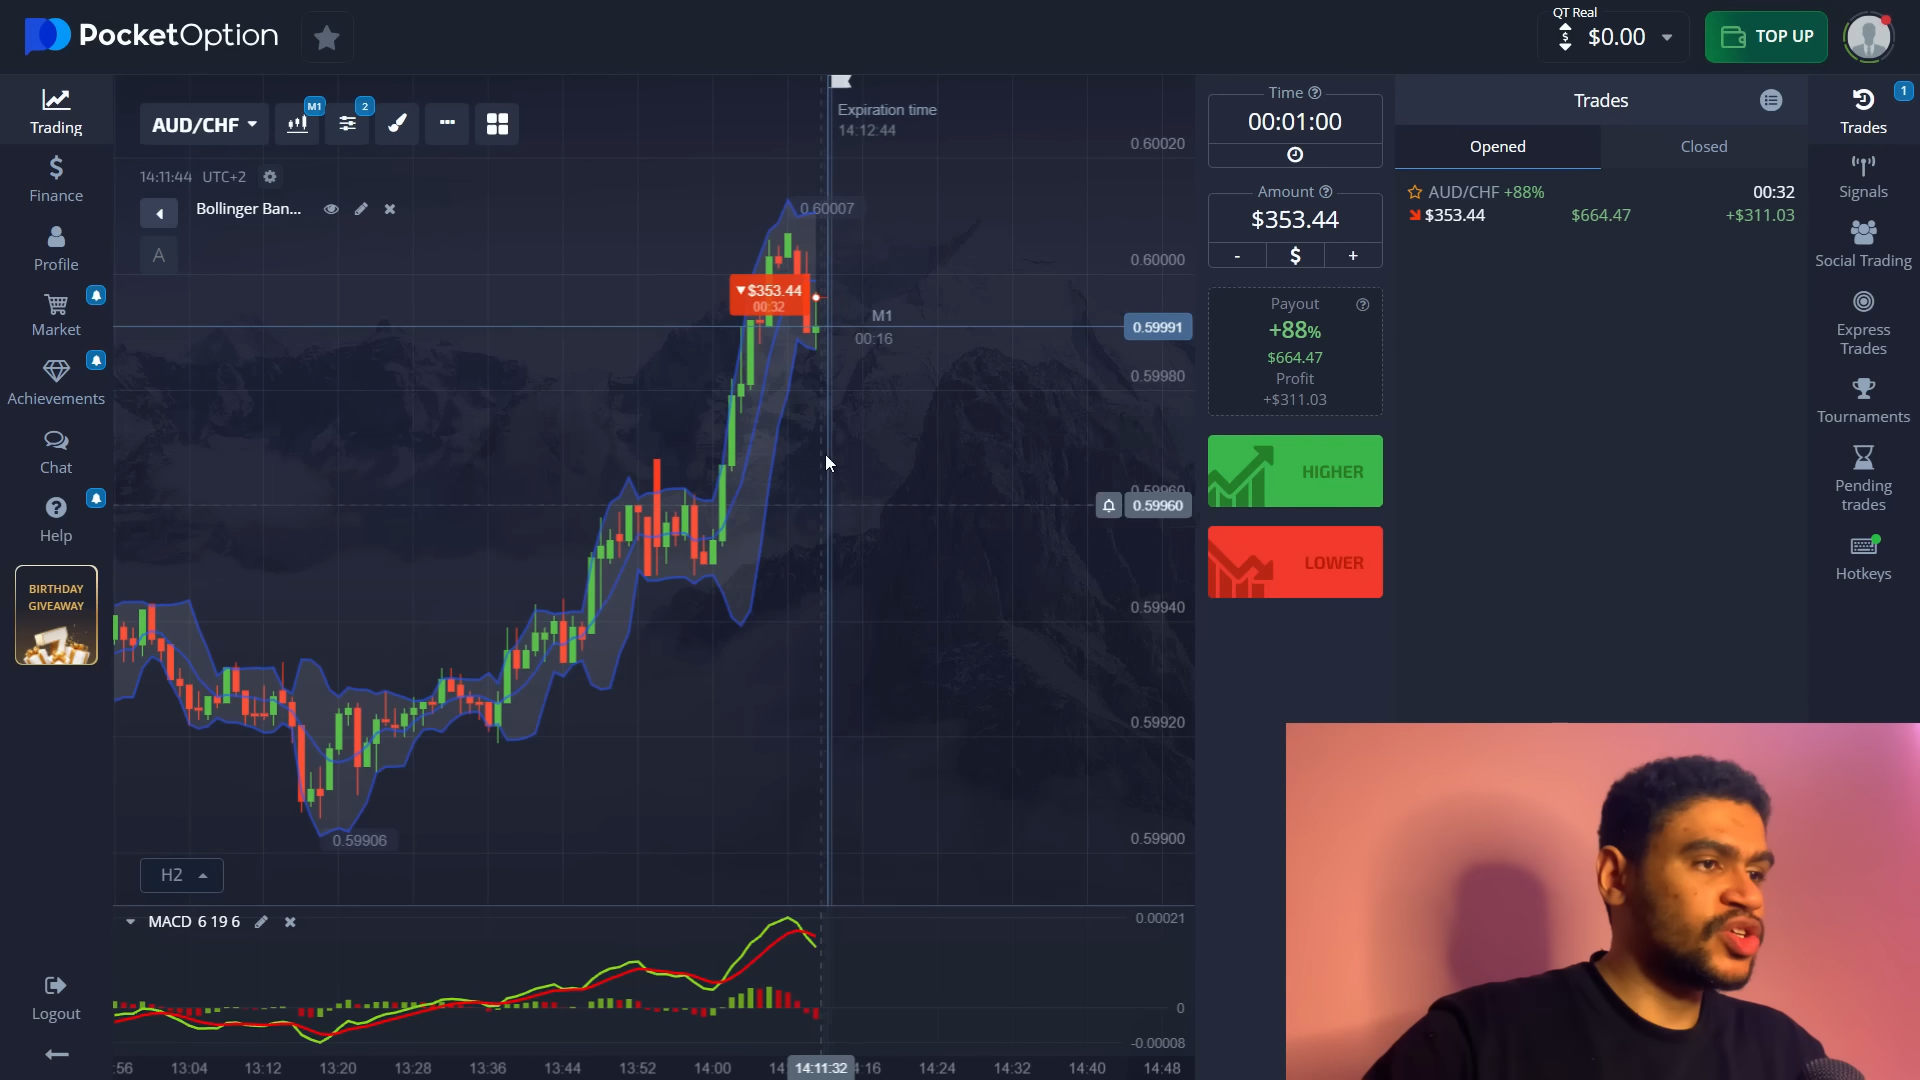 PocketOption
QT Real
$0.00
TOP UP
Trading
Finance
Profile
Market
Achievements
Chat
Help
BIRTHDAY
GIVEAWAY
Logout
AUD/CHF
M1
2
Expiration time
14:12:44
14:11:44 UTC+2
Bollinger Ban...
A
0.60007
$353.44
00:32
M1
00:16
0.59906
H2
0.60020
0.60000
0.59991
0.59980
0.59960
0.59960
0.59940
0.59920
0.59900
MACD 6 19 6
0.00021
0
-0.00008
:56
13:04
13:12
13:20
13:28
13:36
13:44
13:52
14:00
14:11:32
14:24
14:32
14:40
14:48
Time
00:01:00
Amount
$353.44
- $ +
Payout
+88%
$664.47
Profit
+$311.03
HIGHER
LOWER
Trades
Opened Closed
AUD/CHF +88% 00:32
$353.44 $664.47 +$311.03
1
Trades
Signals
Social Trading
Express
Trades
Tournaments
Pending
trades
Hotkeys